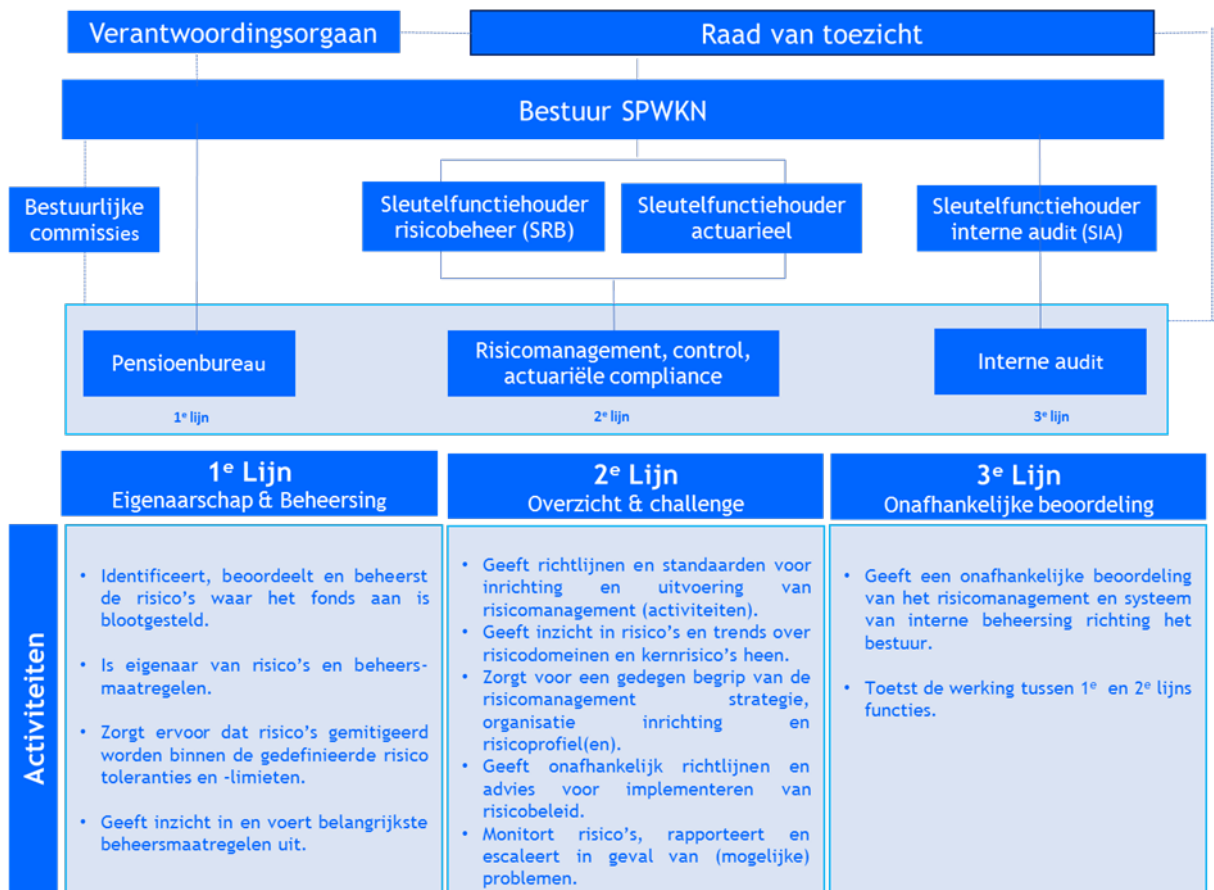 Verantwoordingsorgaan
Raad van toezicht
Bestuur SPWKN
Bestuurlijke
commissies
Sleutelfunctiehouder
risicobeheer (SRB)
Sleutelfunctiehouder
actuarieel
Sleutelfunctiehouder
interne audit (SIA)
Pensioenbureau
Risicomanagement, control,
actuariële compliance
Interne audit
1e lijn
2e lijn
3e lijn
1e Lijn
Eigenaarschap & Beheersing
2e Lijn
Overzicht & challenge
3e Lijn
Onafhankelijke beoordeling
Activiteiten
• Identificeert, beoordeelt en beheerst
de risico's waar het fonds aan is
blootgesteld.
• Is eigenaar van risico's en beheers-
maatregelen.
• Zorgt ervoor dat risico's gemitigeerd
worden binnen de gedefinieerde risico
toleranties en -limieten.
• Geeft inzicht in en voert belangrijkste
beheersmaatregelen uit.
• Geeft richtlijnen en standaarden voor
inrichting en uitvoering van
risicomanagement (activiteiten).
• Geeft inzicht in risico's en trends over
risicodomeinen en kernrisico's heen.
• Zorgt voor een gedegen begrip van de
risicomanagement strategie,
organisatie inrichting en
risicoprofiel(en).
• Geeft onafhankelijk richtlijnen en
advies voor implementeren van
risicobeleid.
• Monitort risico's, rapporteert en
escaleert in geval van (mogelijke)
problemen.
• Geeft een onafhankelijke beoordeling
van het risicomanagement en systeem
van interne beheersing richting het
bestuur.
• Toetst de werking tussen 1e en 2e lijns
functies.